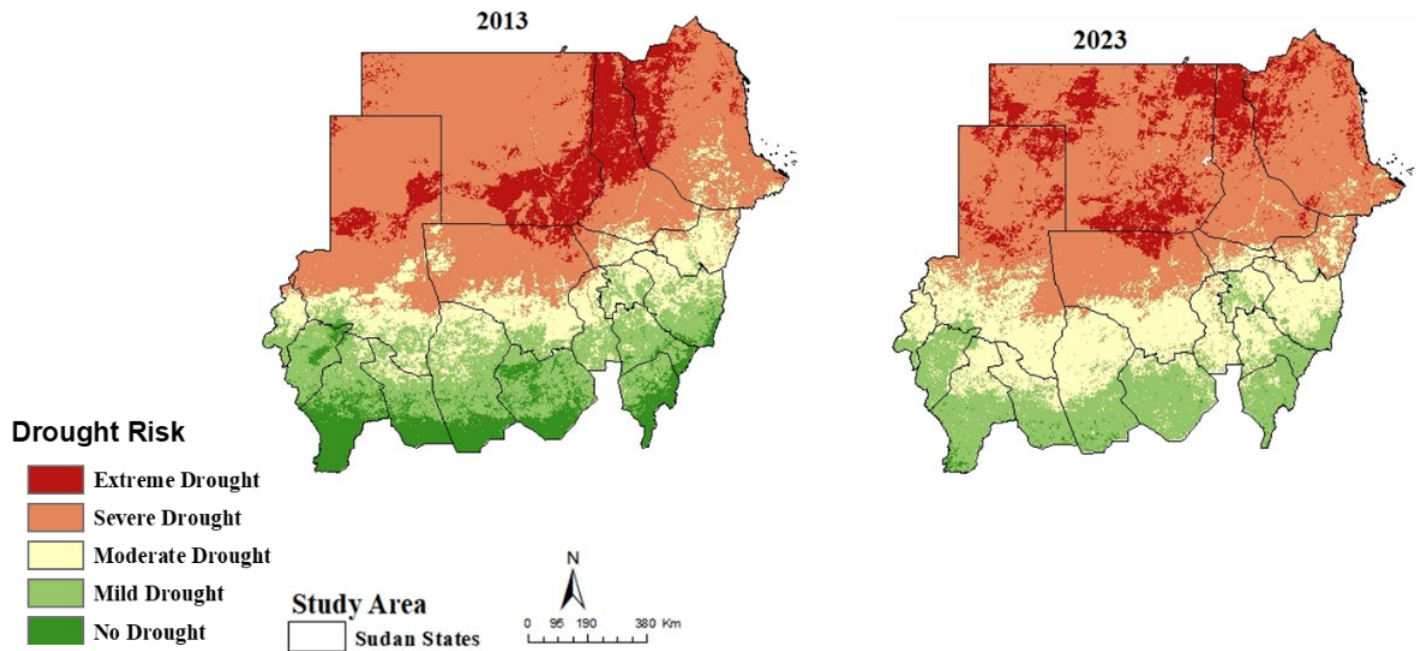 2013
2023
Drought Risk
Extreme Drought
Severe Drought
Moderate Drought
Mild Drought
No Drought
Study Area
Sudan States
N
0 95 190 380 Km